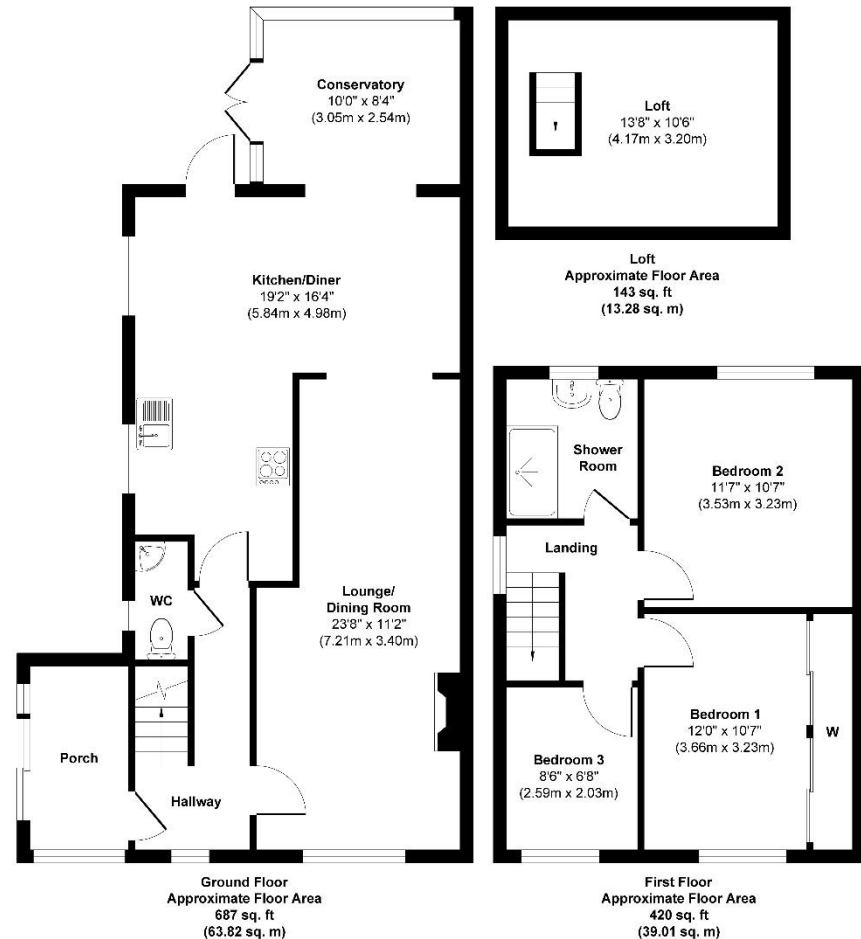 Conservatory
10'0" x 8'4"
(3.05m x 2.54m)
Kitchen/Diner
19'2" x 16'4"
(5.84m x 4.98m)
WC
Lounge/
Dining Room
23'8" x 11'2"
(7.21m x 3.40m)
Porch
Hallway
Ground Floor
Approximate Floor Area
687 sq. ft
(63.82 sq. m)
Loft
13'8" x 10'6"
(4.17m x 3.20m)
Loft
Approximate Floor Area
143 sq. ft
(13.28 sq. m)
Shower
Room
Bedroom 2
11'7" x 10'7"
(3.53m x 3.23m)
Landing
Bedroom 1
12'0" x 10'7"
(3.66m x 3.23m)
W
Bedroom 3
8'6" x 6'8"
(2.59m x 2.03m)
First Floor
Approximate Floor Area
420 sq. ft
(39.01 sq. m)